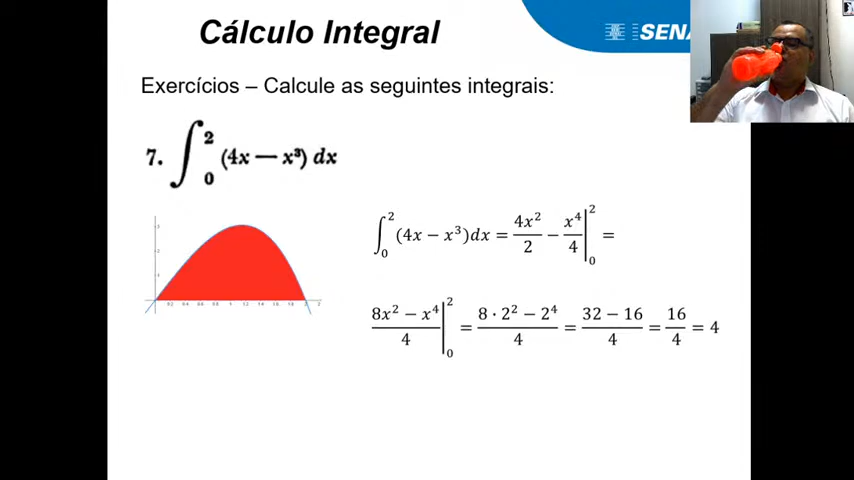 Cálculo Integral
Exercícios – Calcule as seguintes integrais:
7. ∫₀² (4x — x³) dx
∫₀² (4x − x³)dx = 4x²/2 − x⁴/4 |₀² =
(8x² − x⁴)/4 |₀² = (8 · 2² − 2⁴)/4 = (32 − 16)/4 = 16/4 = 4